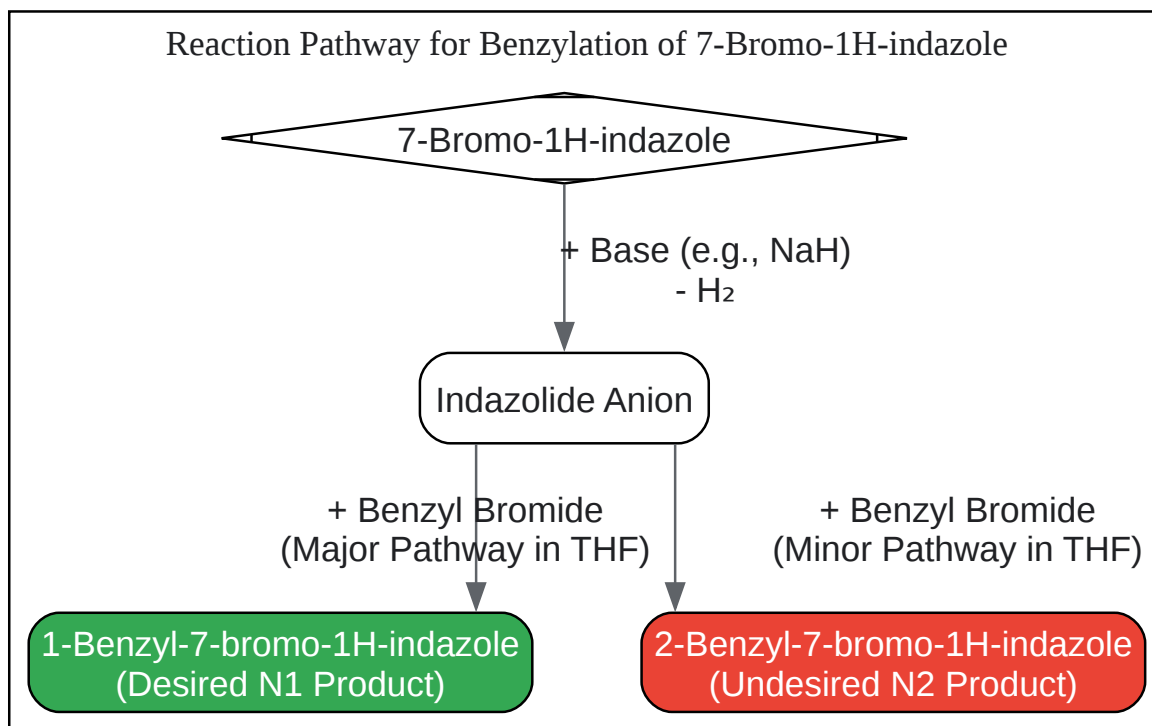 Reaction Pathway for Benzylation of 7-Bromo-1H-indazole
7-Bromo-1H-indazole
+ Base (e.g., NaH)
- H₂
Indazolide Anion
+ Benzyl Bromide
(Major Pathway in THF)
+ Benzyl Bromide
(Minor Pathway in THF)
1-Benzyl-7-bromo-1H-indazole
(Desired N1 Product)
2-Benzyl-7-bromo-1H-indazole
(Undesired N2 Product)